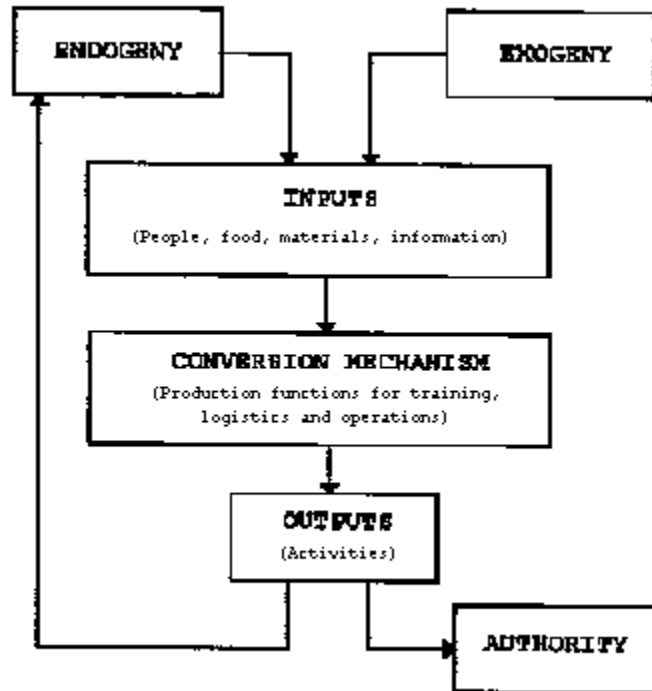 ENDOGENY
EXOGENY
INPUTS
(People, food, materials, information)
CONVERSION MECHANISM
(Production functions for training,
logistics and operations)
OUTPUTS
(Activities)
AUTHORITY